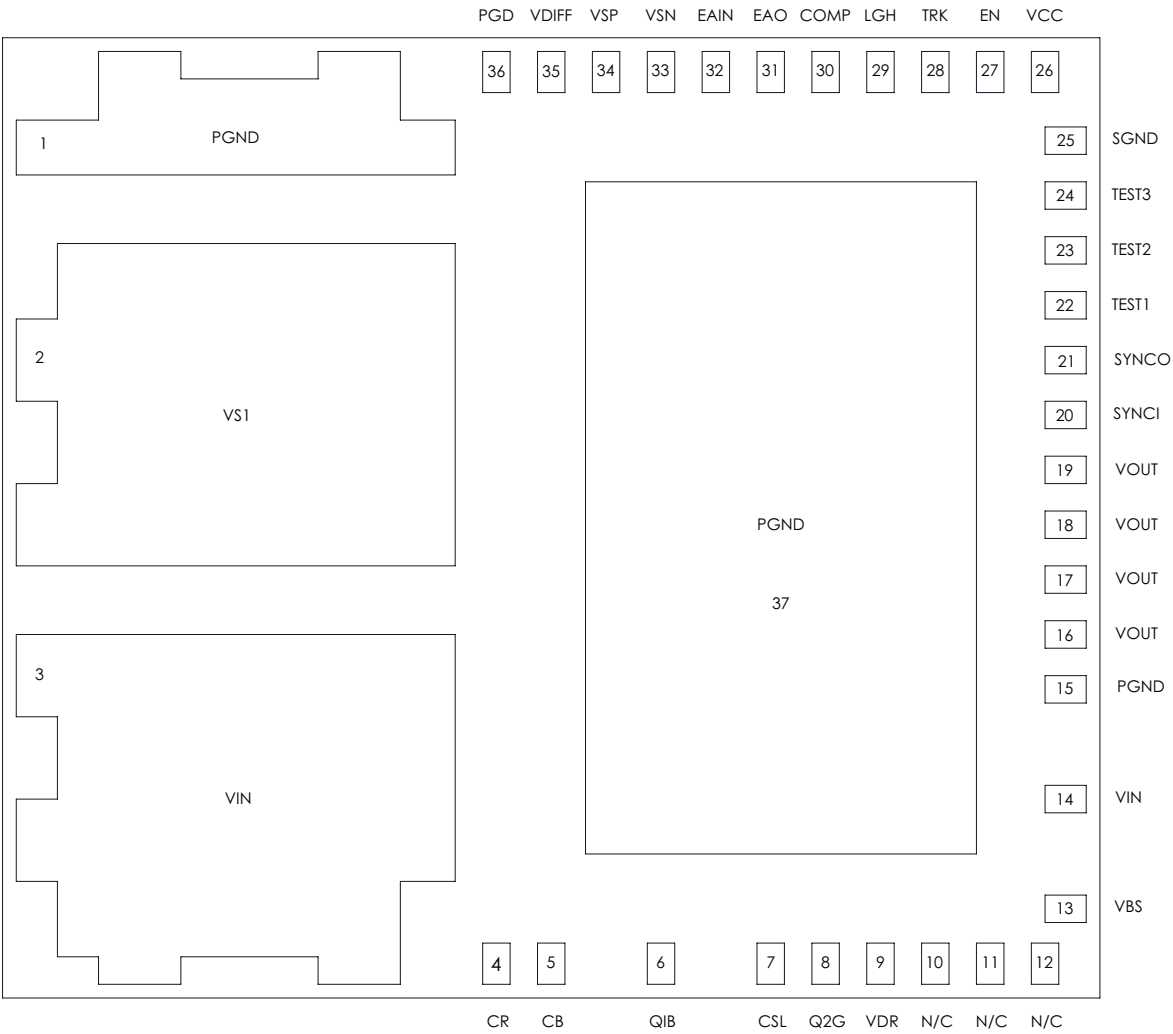 PGD VDIFF VSP VSN EAIN EAO COMP LGH TRK EN VCC
36 35 34 33 32 31 30 29 28 27 26
1 PGND
25 SGND
24 TEST3
23 TEST2
22 TEST1
2
21 SYNCO
VS1
20 SYNCI
19 VOUT
PGND
18 VOUT
17 VOUT
37
16 VOUT
3
15 PGND
VIN
14 VIN
13 VBS
4 5 6 7 8 9 10 11 12
CR CB QIB CSL Q2G VDR N/C N/C N/C